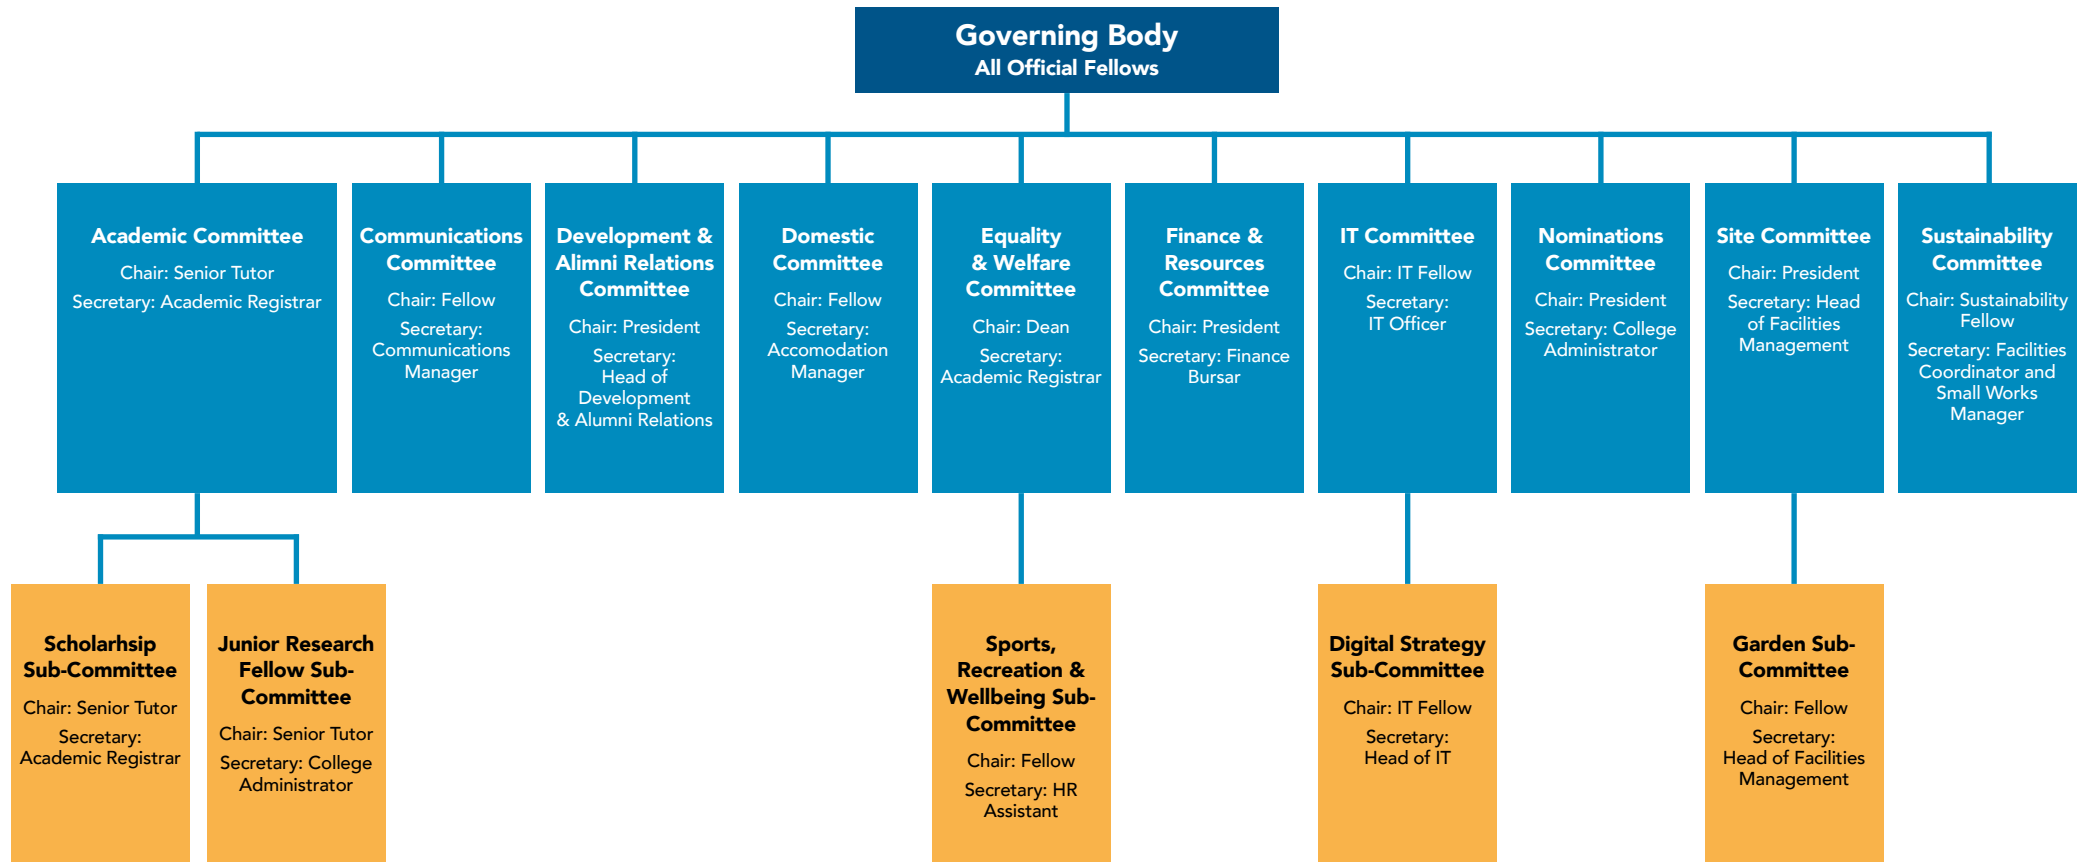 Governing Body
All Official Fellows
Academic Committee
Chair: Senior Tutor
Secretary: Academic Registrar
Communications
Committee
Chair: Fellow
Secretary:
Communications
Manager
Development &
Alimni Relations
Committee
Chair: President
Secretary:
Head of
Development
& Alumni Relations
Domestic
Committee
Chair: Fellow
Secretary:
Accomodation
Manager
Equality
& Welfare
Committee
Chair: Dean
Secretary:
Academic Registrar
Finance &
Resources
Committee
Chair: President
Secretary: Finance
Bursar
IT Committee
Chair: IT Fellow
Secretary:
IT Officer
Nominations
Committee
Chair: President
Secretary: College
Administrator
Site Committee
Chair: President
Secretary: Head
of Facilities
Management
Sustainability
Committee
Chair: Sustainability
Fellow
Secretary: Facilities
Coordinator and
Small Works
Manager
Scholarhsip
Sub-Committee
Chair: Senior Tutor
Secretary:
Academic Registrar
Junior Research
Fellow Sub-
Committee
Chair: Senior Tutor
Secretary: College
Administrator
Sports,
Recreation &
Wellbeing Sub-
Committee
Chair: Fellow
Secretary: HR
Assistant
Digital Strategy
Sub-Committee
Chair: IT Fellow
Secretary:
Head of IT
Garden Sub-
Committee
Chair: Fellow
Secretary:
Head of Facilities
Management